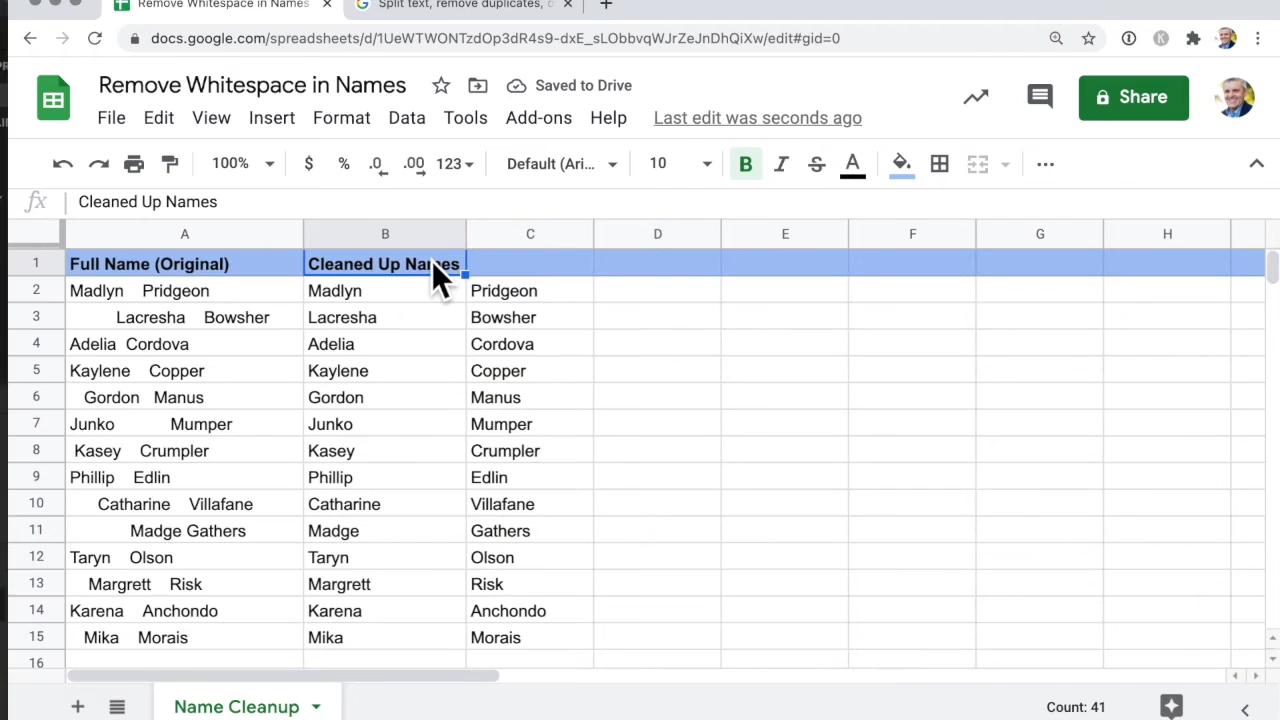 Remove Whitespace in Names ×
Split text, remove duplicates, × +
docs.google.com/spreadsheets/d/1UeWTWONTzdOp3dR4s9-dxE_sLObbvqWJrZeJnDhQiXw/edit#gid=0
Remove Whitespace in Names Saved to Drive
Share
File Edit View Insert Format Data Tools Add-ons Help Last edit was seconds ago
100% $ % .0 .00 123 Default (Ari... 10 B I S A
fx Cleaned Up Names
A B C D E F G H
1 Full Name (Original) Cleaned Up Names
2 Madlyn Pridgeon Madlyn Pridgeon
3 Lacresha Bowsher Lacresha Bowsher
4 Adelia Cordova Adelia Cordova
5 Kaylene Copper Kaylene Copper
6 Gordon Manus Gordon Manus
7 Junko Mumper Junko Mumper
8 Kasey Crumpler Kasey Crumpler
9 Phillip Edlin Phillip Edlin
10 Catharine Villafane Catharine Villafane
11 Madge Gathers Madge Gathers
12 Taryn Olson Taryn Olson
13 Margrett Risk Margrett Risk
14 Karena Anchondo Karena Anchondo
15 Mika Morais Mika Morais
16
+ Name Cleanup Count: 41